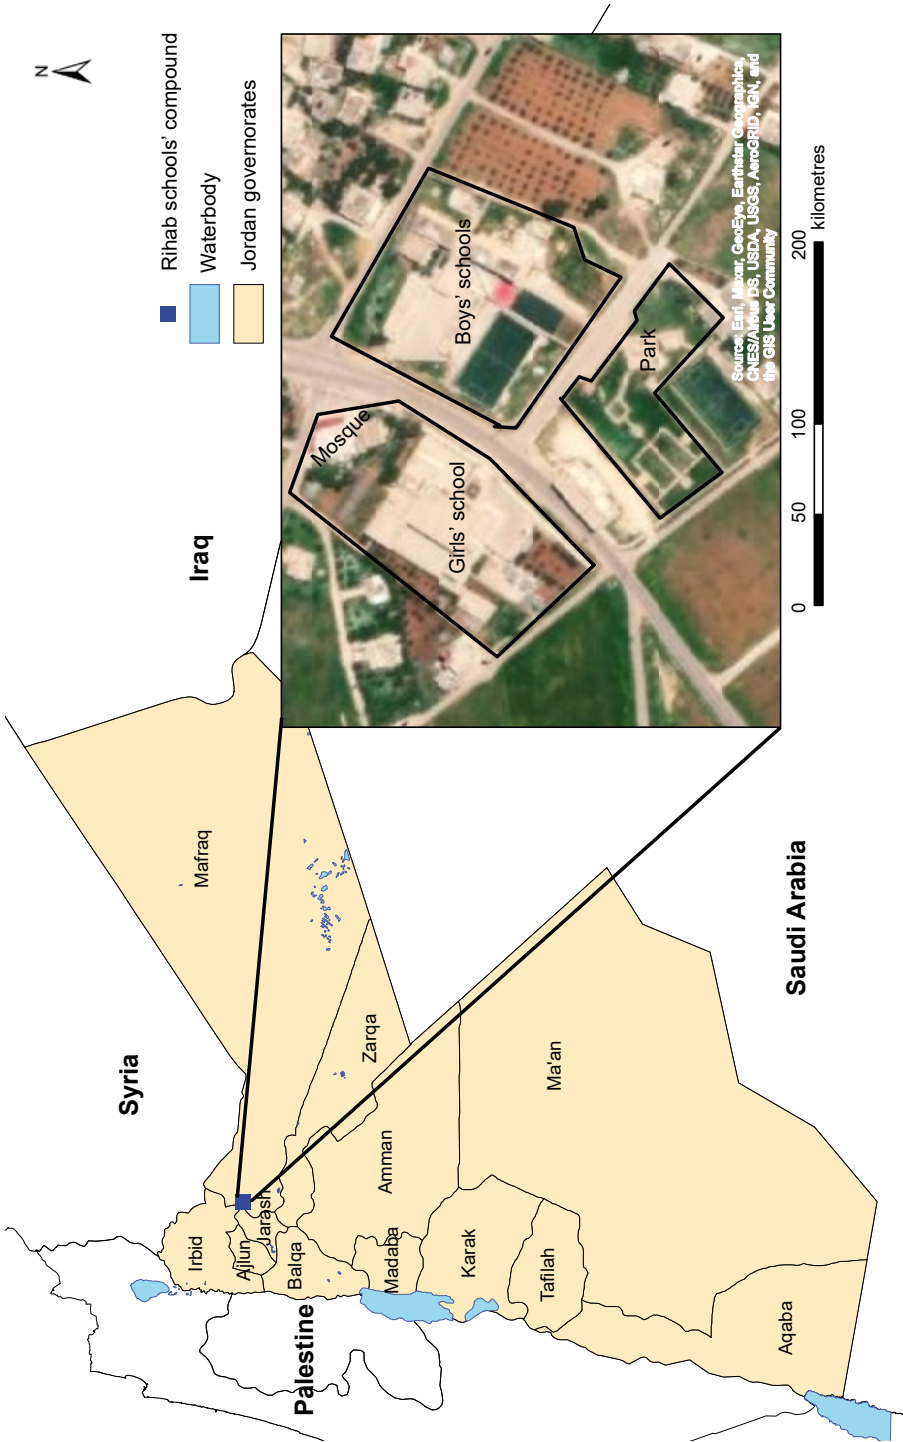 N
Rihab schools' compound
Waterbody
Jordan governorates
Syria
Iraq
Palestine
Saudi Arabia
Irbid
Ajlun
Jarash
Balqa
Mafraq
Zarqa
Amman
Madaba
Karak
Tafilah
Ma'an
Aqaba
Mosque
Girls' school
Boys' schools
Park
Source: Esri, Maxar, GeoEye, Earthstar Geographics,
CNES/Airbus DS, USDA, USGS, AeroGRID, IGN, and
the GIS User Community
0 50 100 200
kilometres